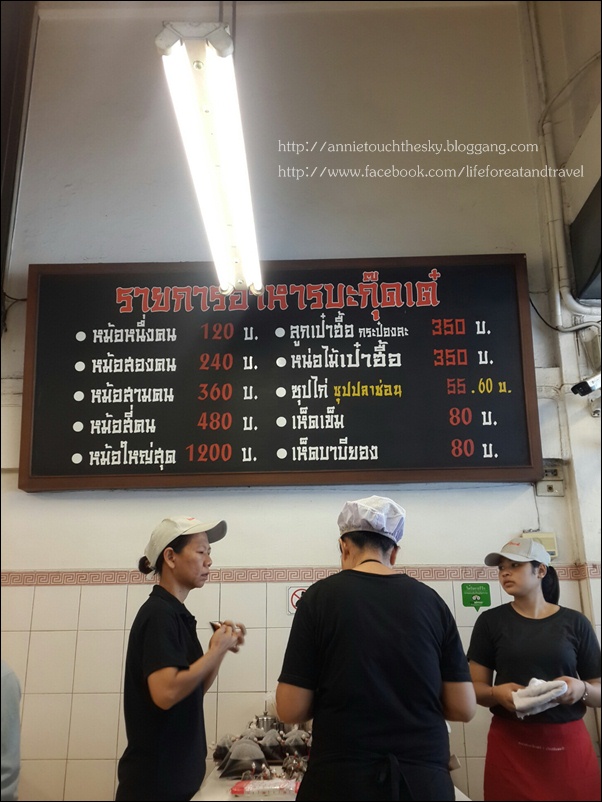 http://annietouchthesky.bloggang.com
http://www.facebook.com/lifeforeatandtravel
รายการอาหารบะกุ๊ดเต๋
หม้อหนึ่งคน 120 บ.
หม้อสองคน 240 บ.
หม้อสามคน 360 บ.
หม้อสี่คน 480 บ.
หม้อใหญ่สุด 1200 บ.
ลูกเป๋าฮื้อ กระป๋องละ 350 บ.
หน่อไม้เป๋าฮื้อ 350 บ.
ซุปไก่ ซุปปลาช่อน 55.60 บ.
เห็ดเข็ม 80 บ.
เห็ดบาบียอง 80 บ.